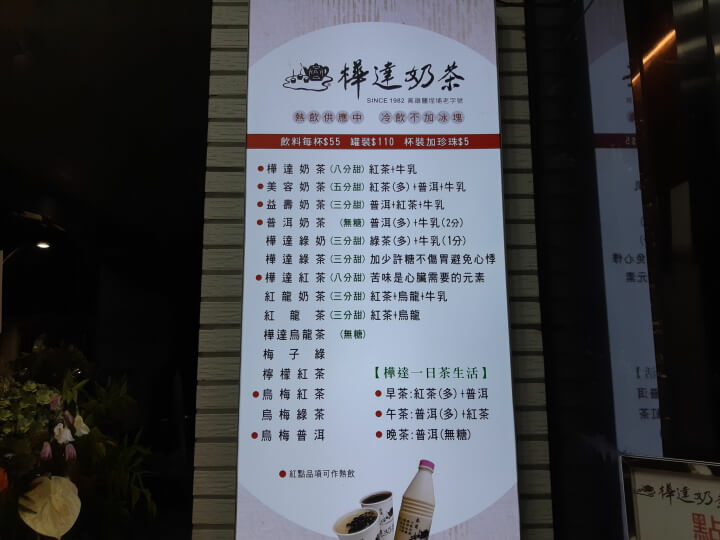 樺達奶茶
SINCE 1982 高雄鹽埕埔老字號
熱飲供應中 冷飲不加冰塊
飲料每杯$55 罐裝$110 杯裝加珍珠$5
●樺達奶茶(八分甜)紅茶+牛乳
●美容奶茶(五分甜)紅茶(多)+普洱+牛乳
●益壽奶茶(三分甜)普洱+紅茶+牛乳
●普洱奶茶(無糖)普洱(多)+牛乳(2分)
樺達綠奶(三分甜)綠茶(多)+牛乳(1分)
樺達綠茶(三分甜)加少許糖不傷胃避免心悸
●樺達紅茶(八分甜)苦味是心臟需要的元素
紅龍奶茶(三分甜)紅茶+烏龍+牛乳
紅龍茶(三分甜)紅茶+烏龍
樺達烏龍茶(無糖)
梅子綠
檸檬紅茶
●烏梅紅茶
烏梅綠茶
●烏梅普洱
【樺達一日茶生活】
●早茶:紅茶(多)+普洱
●午茶:普洱(多)+紅茶
●晚茶:普洱(無糖)
●紅點品項可作熱飲
樺達奶茶
點